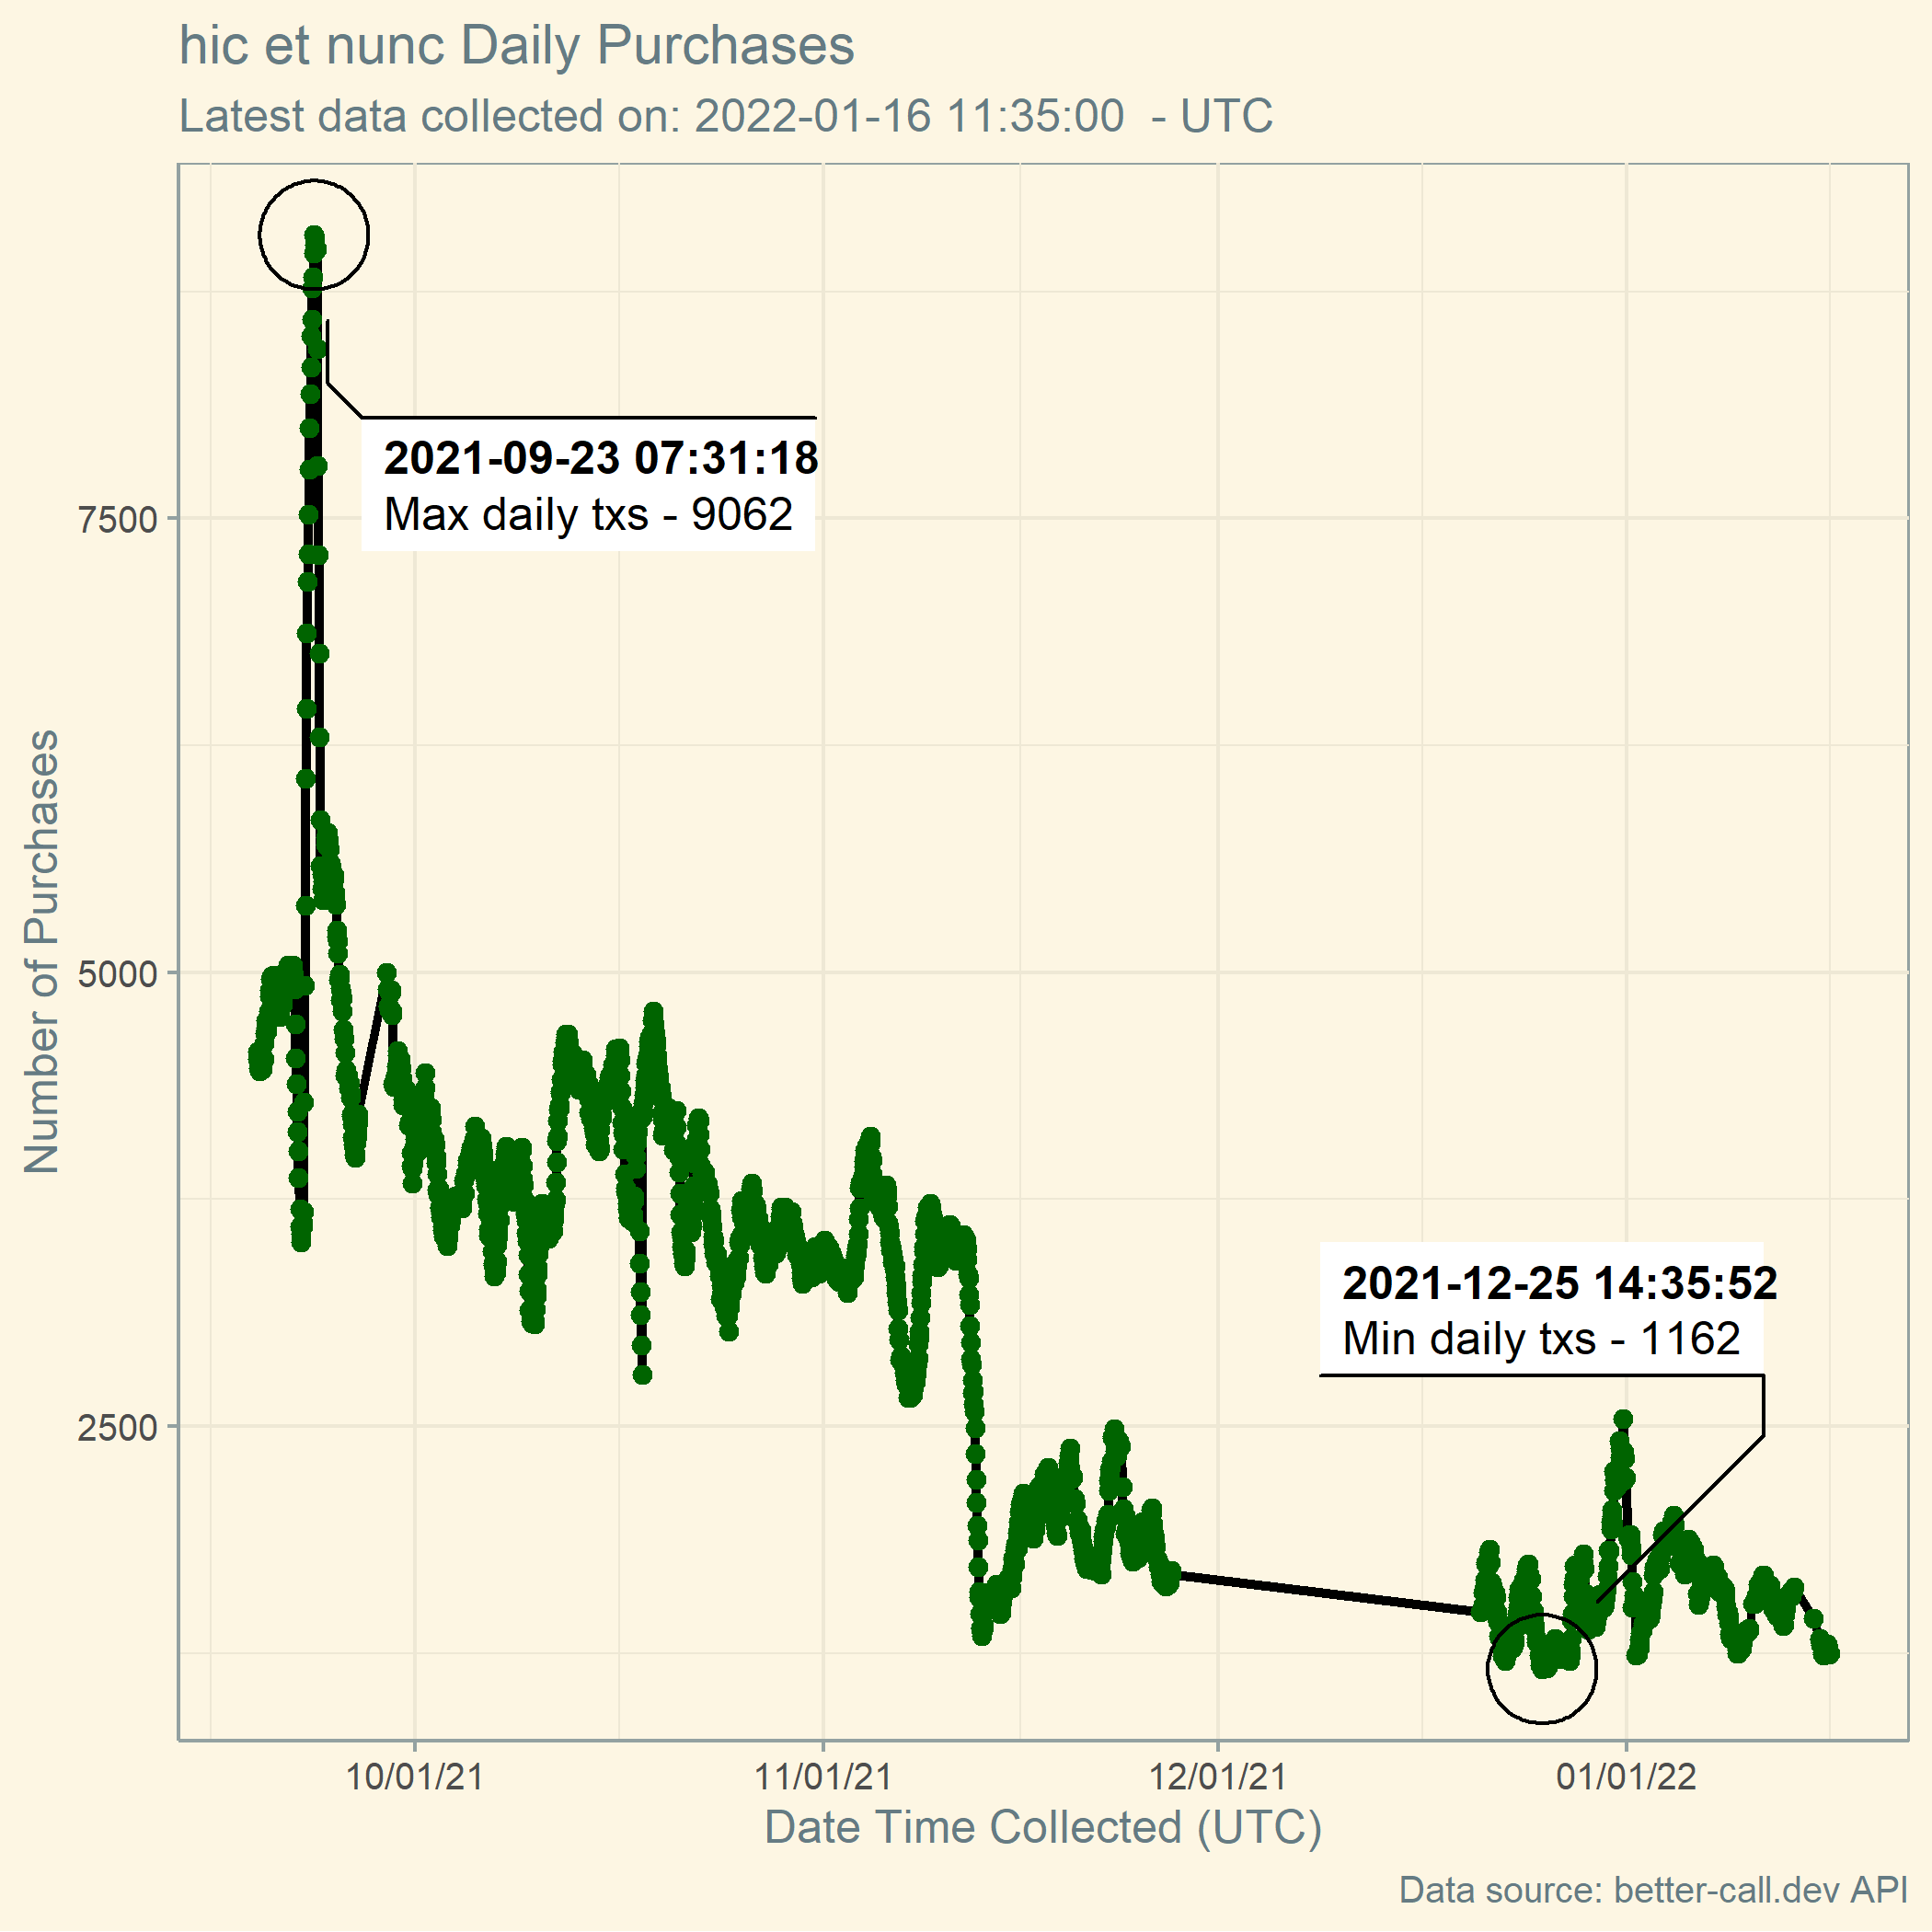 hic et nunc Daily Purchases
Latest data collected on: 2022-01-16 11:35:00  - UTC
2021-09-23 07:31:18
Max daily txs - 9062
7500
5000
2500
Number of Purchases
2021-12-25 14:35:52
Min daily txs - 1162
10/01/21
11/01/21
12/01/21
01/01/22
Date Time Collected (UTC)
Data source: better-call.dev API